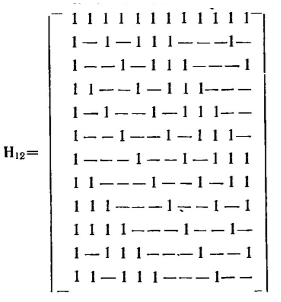 1 1 1 1 1 1 1 1 1 1 1 1
1 — 1 — 1 1 1 — — — 1 —
1 — — 1 — 1 1 1 — — — 1
1 1 — — 1 — 1 1 1 — — —
1 — 1 — — 1 — 1 1 1 — —
1 — — 1 — — 1 — 1 1 1 —
H₁₂=
1 — — — 1 — — 1 — 1 1 1
1 1 — — — 1 — — 1 — 1 1
1 1 1 — — — 1 — — 1 — 1
1 1 1 1 — — — 1 — — 1 —
1 — 1 1 1 — — — 1 — — 1
1 1 — 1 1 1 — — — 1 — —